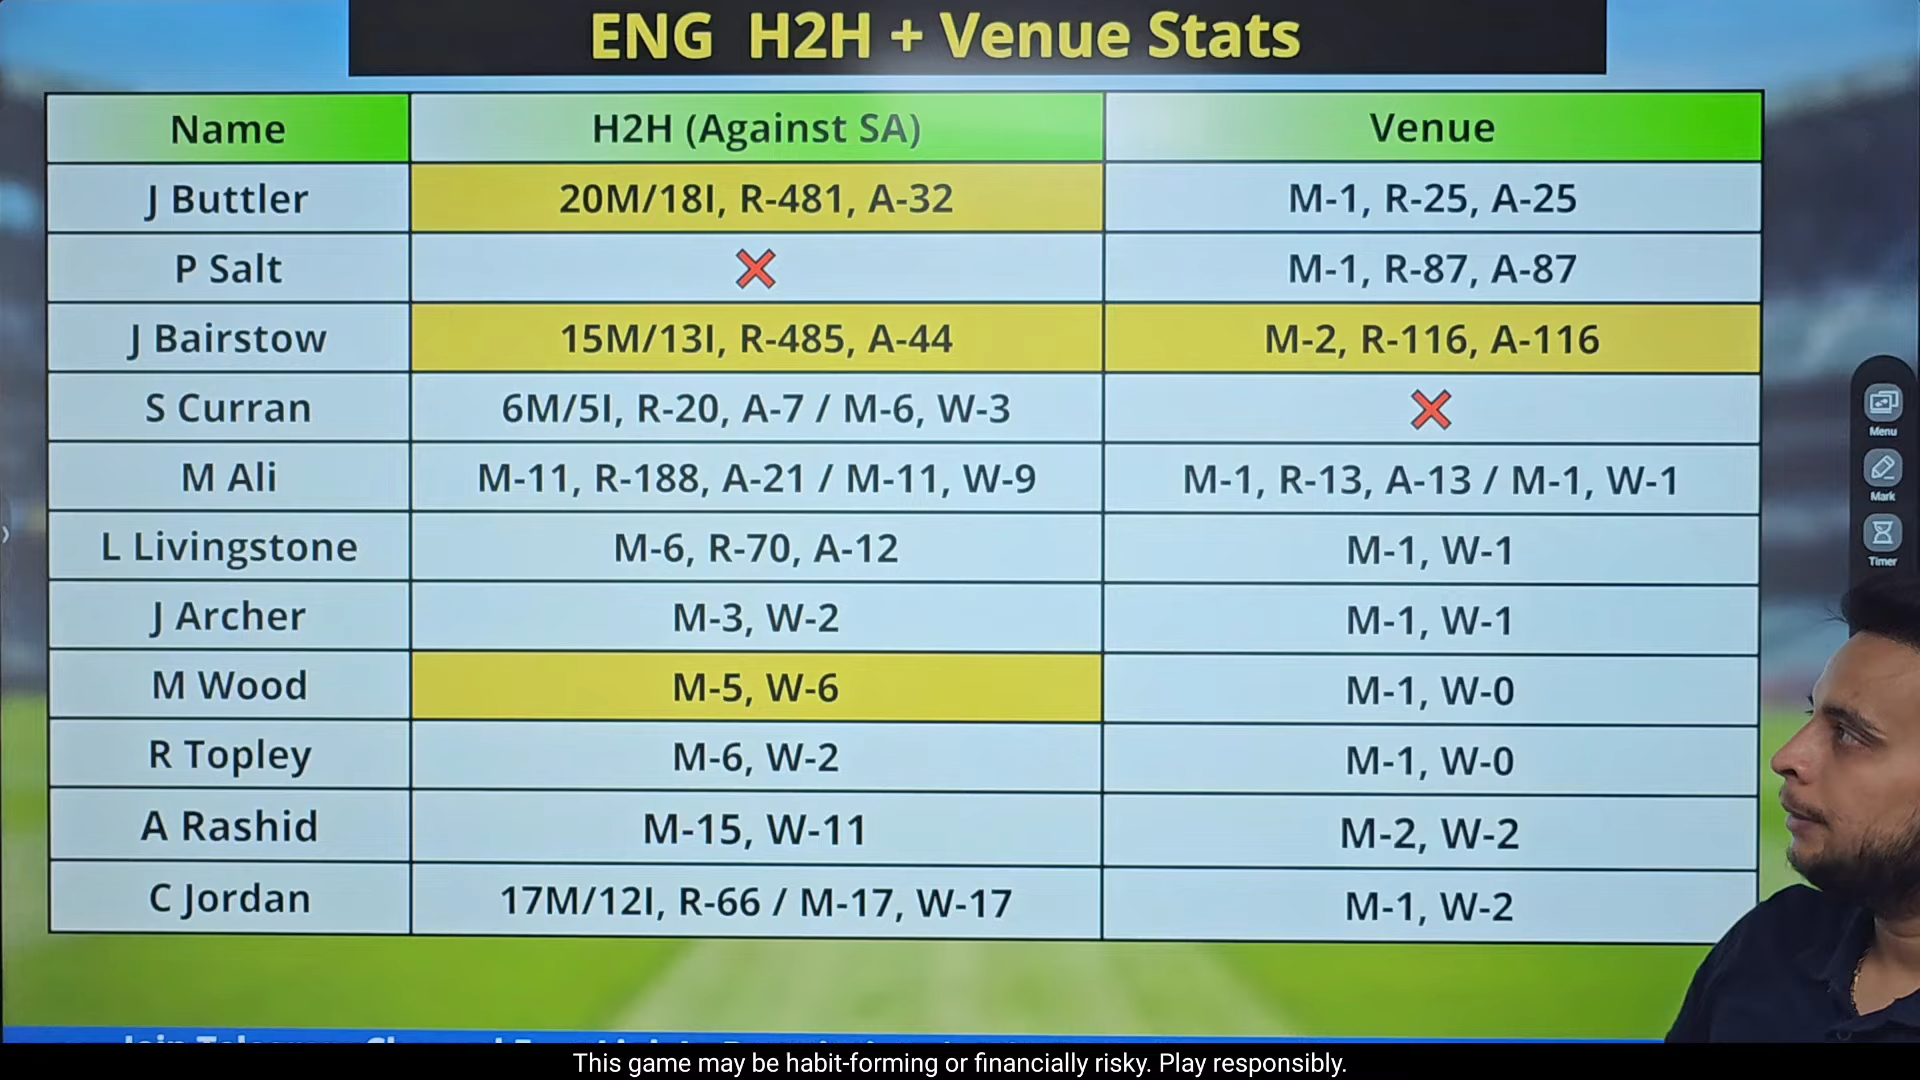 ENG H2H + Venue Stats
Name H2H (Against SA) Venue
J Buttler 20M/18I, R-481, A-32 M-1, R-25, A-25
P Salt ❌ M-1, R-87, A-87
J Bairstow 15M/13I, R-485, A-44 M-2, R-116, A-116
S Curran 6M/5I, R-20, A-7 / M-6, W-3 ❌
M Ali M-11, R-188, A-21 / M-11, W-9 M-1, R-13, A-13 / M-1, W-1
L Livingstone M-6, R-70, A-12 M-1, W-1
J Archer M-3, W-2 M-1, W-1
M Wood M-5, W-6 M-1, W-0
R Topley M-6, W-2 M-1, W-0
A Rashid M-15, W-11 M-2, W-2
C Jordan 17M/12I, R-66 / M-17, W-17 M-1, W-2
Menu
Mark
Timer
This game may be habit-forming or financially risky. Play responsibly.